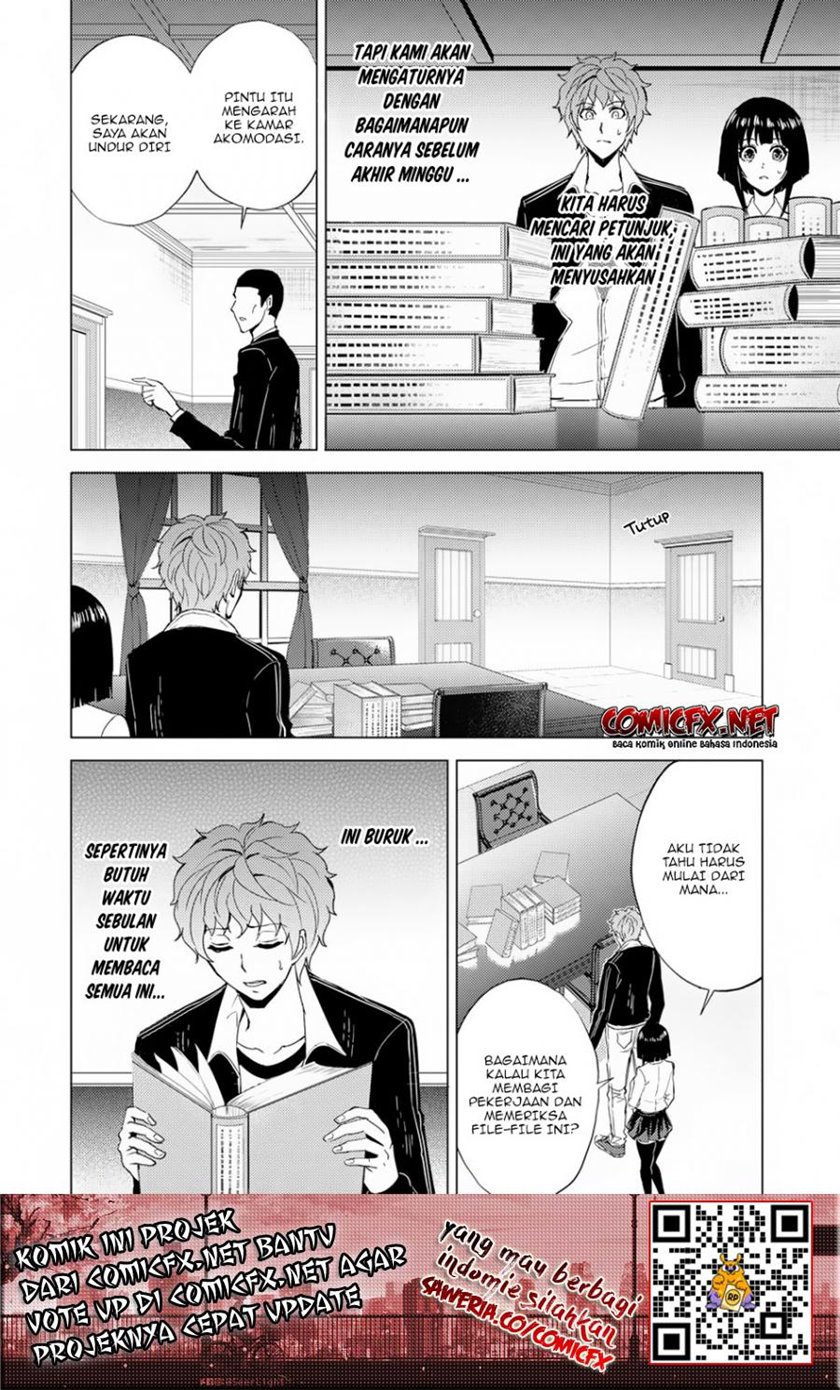 TAPI KAMI AKAN
MENGATURNYA
DENGAN
BAGAIMANAPUN
CARANYA SEBELUM
AKHIR MINGGU ...
KITA HARUS
MENCARI PETUNJUK,
INI YANG AKAN
MENYUSAHKAN
PINTU ITU
MENGARAH
KE KAMAR
AKOMODASI.
SEKARANG,
SAYA AKAN
UNDUR DIRI
Tutup
COMICFX.NET
Baca Komik Online Bahasa Indonesia
AKU TIDAK
TAHU HARUS
MULAI DARI
MANA...
BAGAIMANA
KALAU KITA
MEMBAGI
PEKERJAAN DAN
MEMERIKSA
FILE-FILE INI?
INI BURUK ...
SEPERTINYA
BUTUH
WAKTU
SEBULAN
UNTUK
MEMBACA
SEMUA INI...
KOMIK INI PROJEK
DARI COMICFX.NET BANTU
VOTE UP DI COMICFX.NET AGAR
PROJEKNYA CEPAT UPDATE
yang mau berbagi
indomie silahkan
SAWERIA.CO/COMICFX
RP